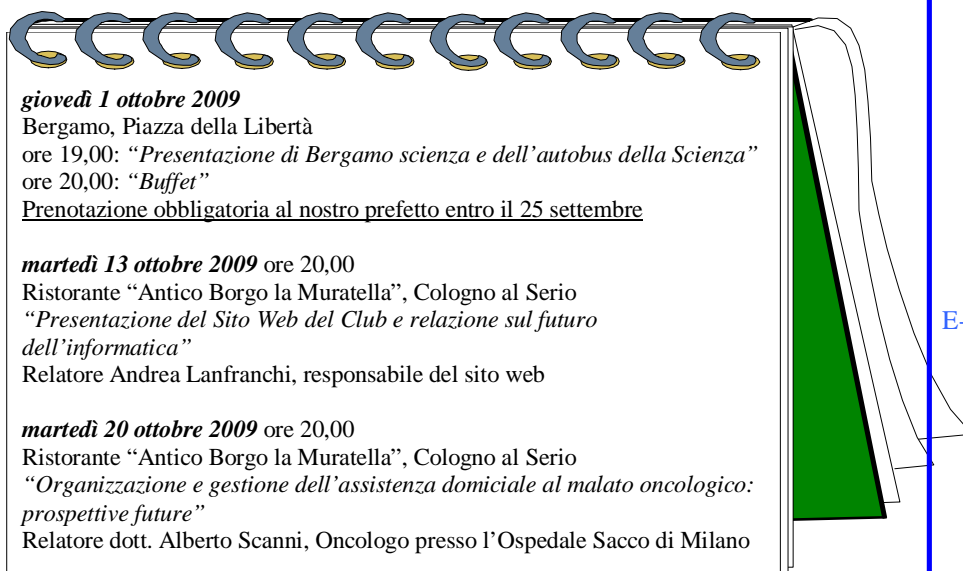 giovedì 1 ottobre 2009
Bergamo, Piazza della Libertà
ore 19,00: “Presentazione di Bergamo scienza e dell’autobus della Scienza”
ore 20,00: “Buffet”
Prenotazione obbligatoria al nostro prefetto entro il 25 settembre
martedì 13 ottobre 2009 ore 20,00
Ristorante “Antico Borgo la Muratella”, Cologno al Serio
“Presentazione del Sito Web del Club e relazione sul futuro
dell’informatica”
Relatore Andrea Lanfranchi, responsabile del sito web
martedì 20 ottobre 2009 ore 20,00
Ristorante “Antico Borgo la Muratella”, Cologno al Serio
“Organizzazione e gestione dell’assistenza domiciale al malato oncologico:
prospettive future”
Relatore dott. Alberto Scanni, Oncologo presso l’Ospedale Sacco di Milano
E-